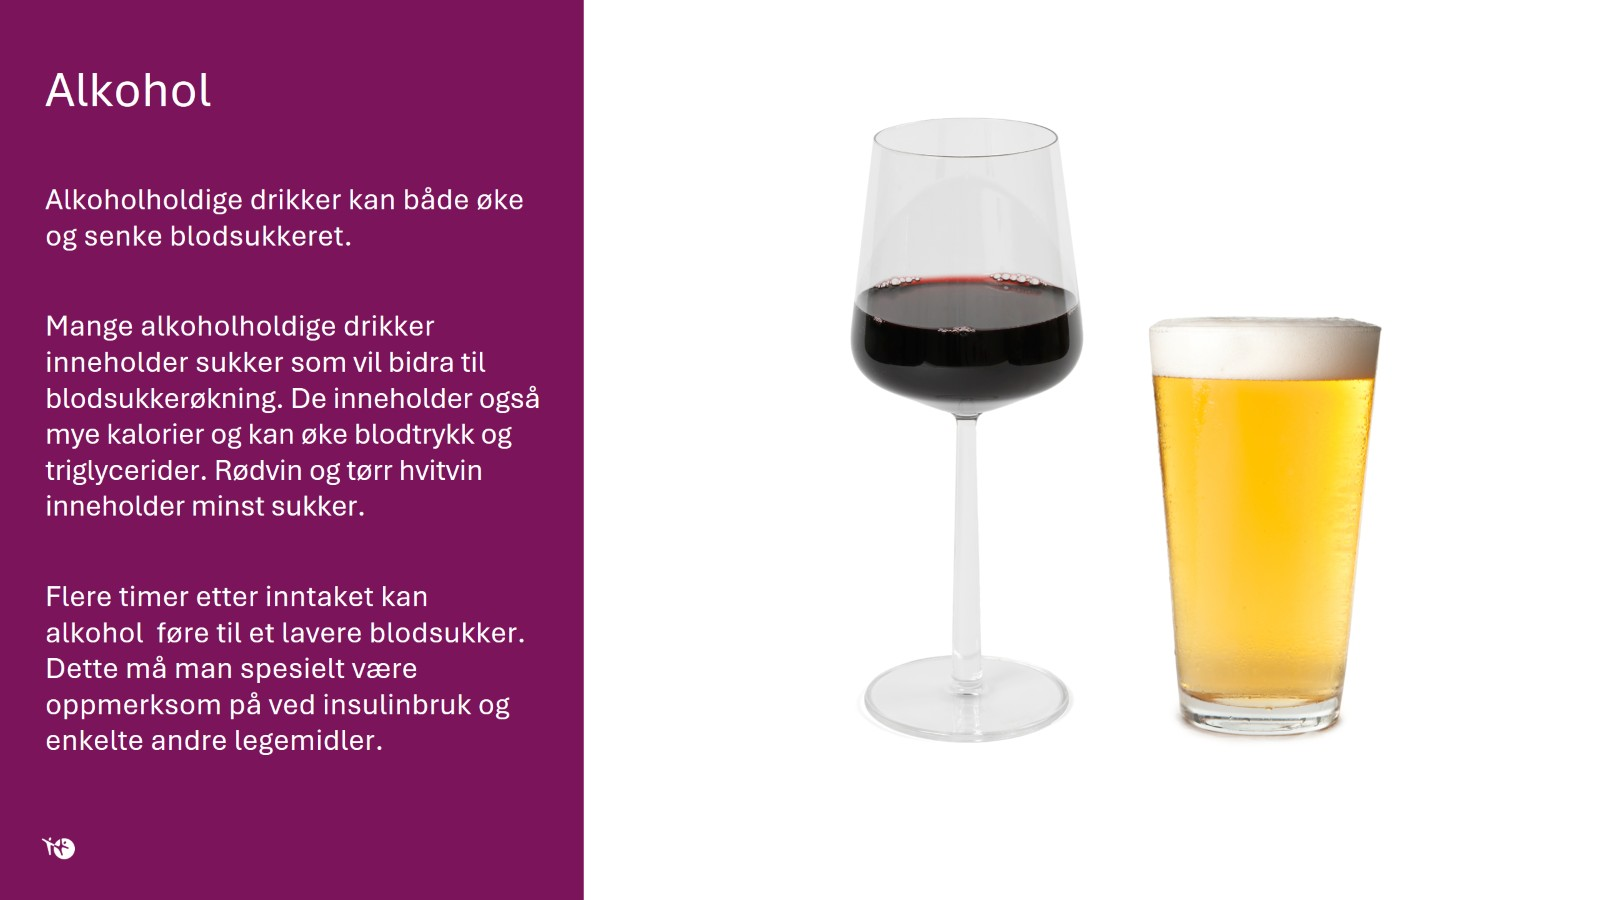 Alkohol
Alkoholholdige drikker kan både øke
og senke blodsukkeret.
Mange alkoholholdige drikker
inneholder sukker som vil bidra til
blodsukkerøkning. De inneholder også
mye kalorier og kan øke blodtrykk og
triglycerider. Rødvin og tørr hvitvin
inneholder minst sukker.
Flere timer etter inntaket kan
alkohol  føre til et lavere blodsukker.
Dette må man spesielt være
oppmerksom på ved insulinbruk og
enkelte andre legemidler.